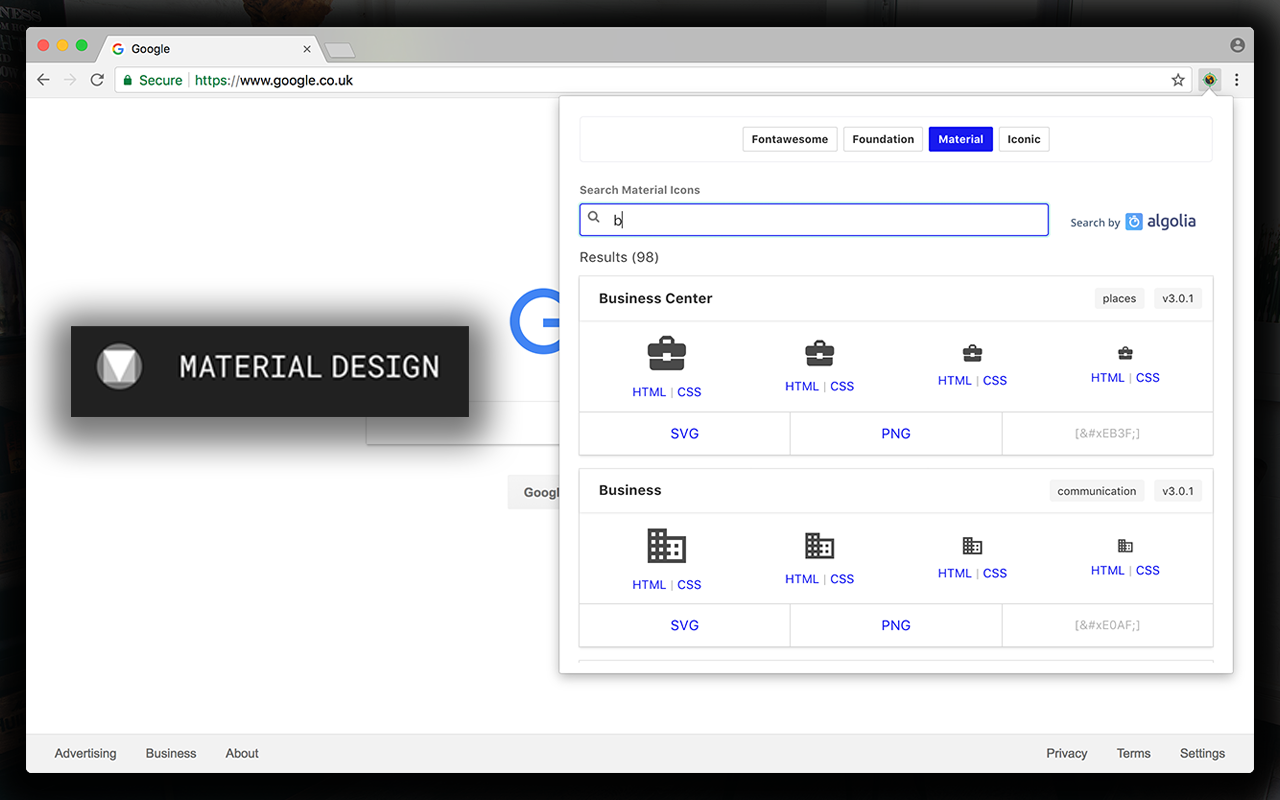 Google
Secure https://www.google.co.uk
Fontawesome Foundation Material Iconic
Search Material Icons
b
Search by algolia
Results (98)
Business Center places v3.0.1
HTML | CSS HTML | CSS HTML | CSS HTML | CSS
SVG PNG [&#xEB3F;]
Business communication v3.0.1
HTML | CSS HTML | CSS HTML | CSS HTML | CSS
SVG PNG [&#xE0AF;]
MATERIAL DESIGN
G
Googl
Advertising Business About Privacy Terms Settings